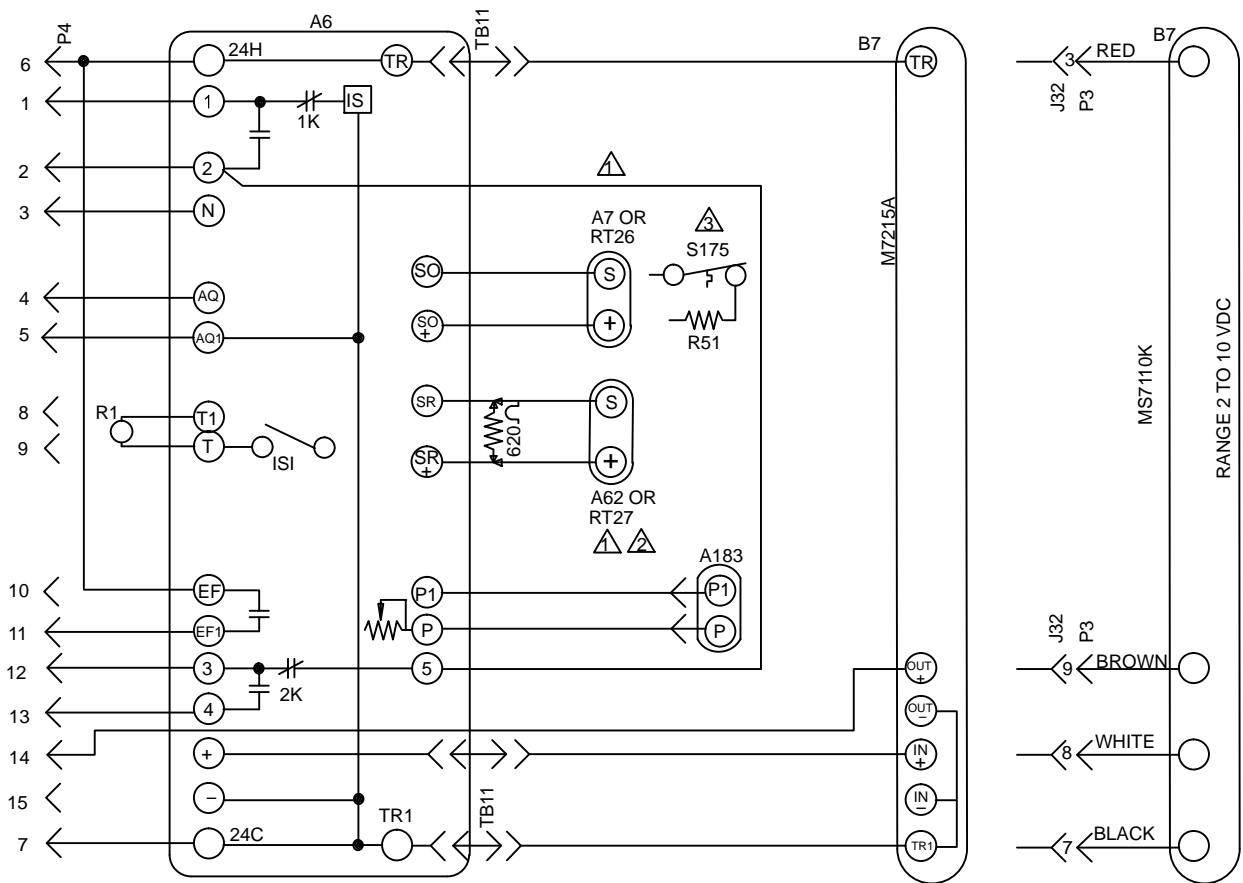 P4
A6
TB11
B7
B7
6
24H
TR
TR
3
RED
J32
P3
1
1
1K
IS
2
2
1
3
N
M7215A
A7 OR
RT26
3
S175
4
AQ
SO
S
5
AQ1
SO
+
+
R51
MS7110K
RANGE 2 TO 10 VDC
8
R1
T1
SR
620
S
9
T
ISI
SR
+
+
A62 OR
RT27
1
2
A183
10
EF
P1
P1
11
EF1
P
P
J32
P3
12
3
2K
5
OUT
+
9
BROWN
13
4
OUT
–
14
+
IN
+
8
WHITE
15
–
IN
–
7
24C
TR1
TB11
TR1
7
BLACK